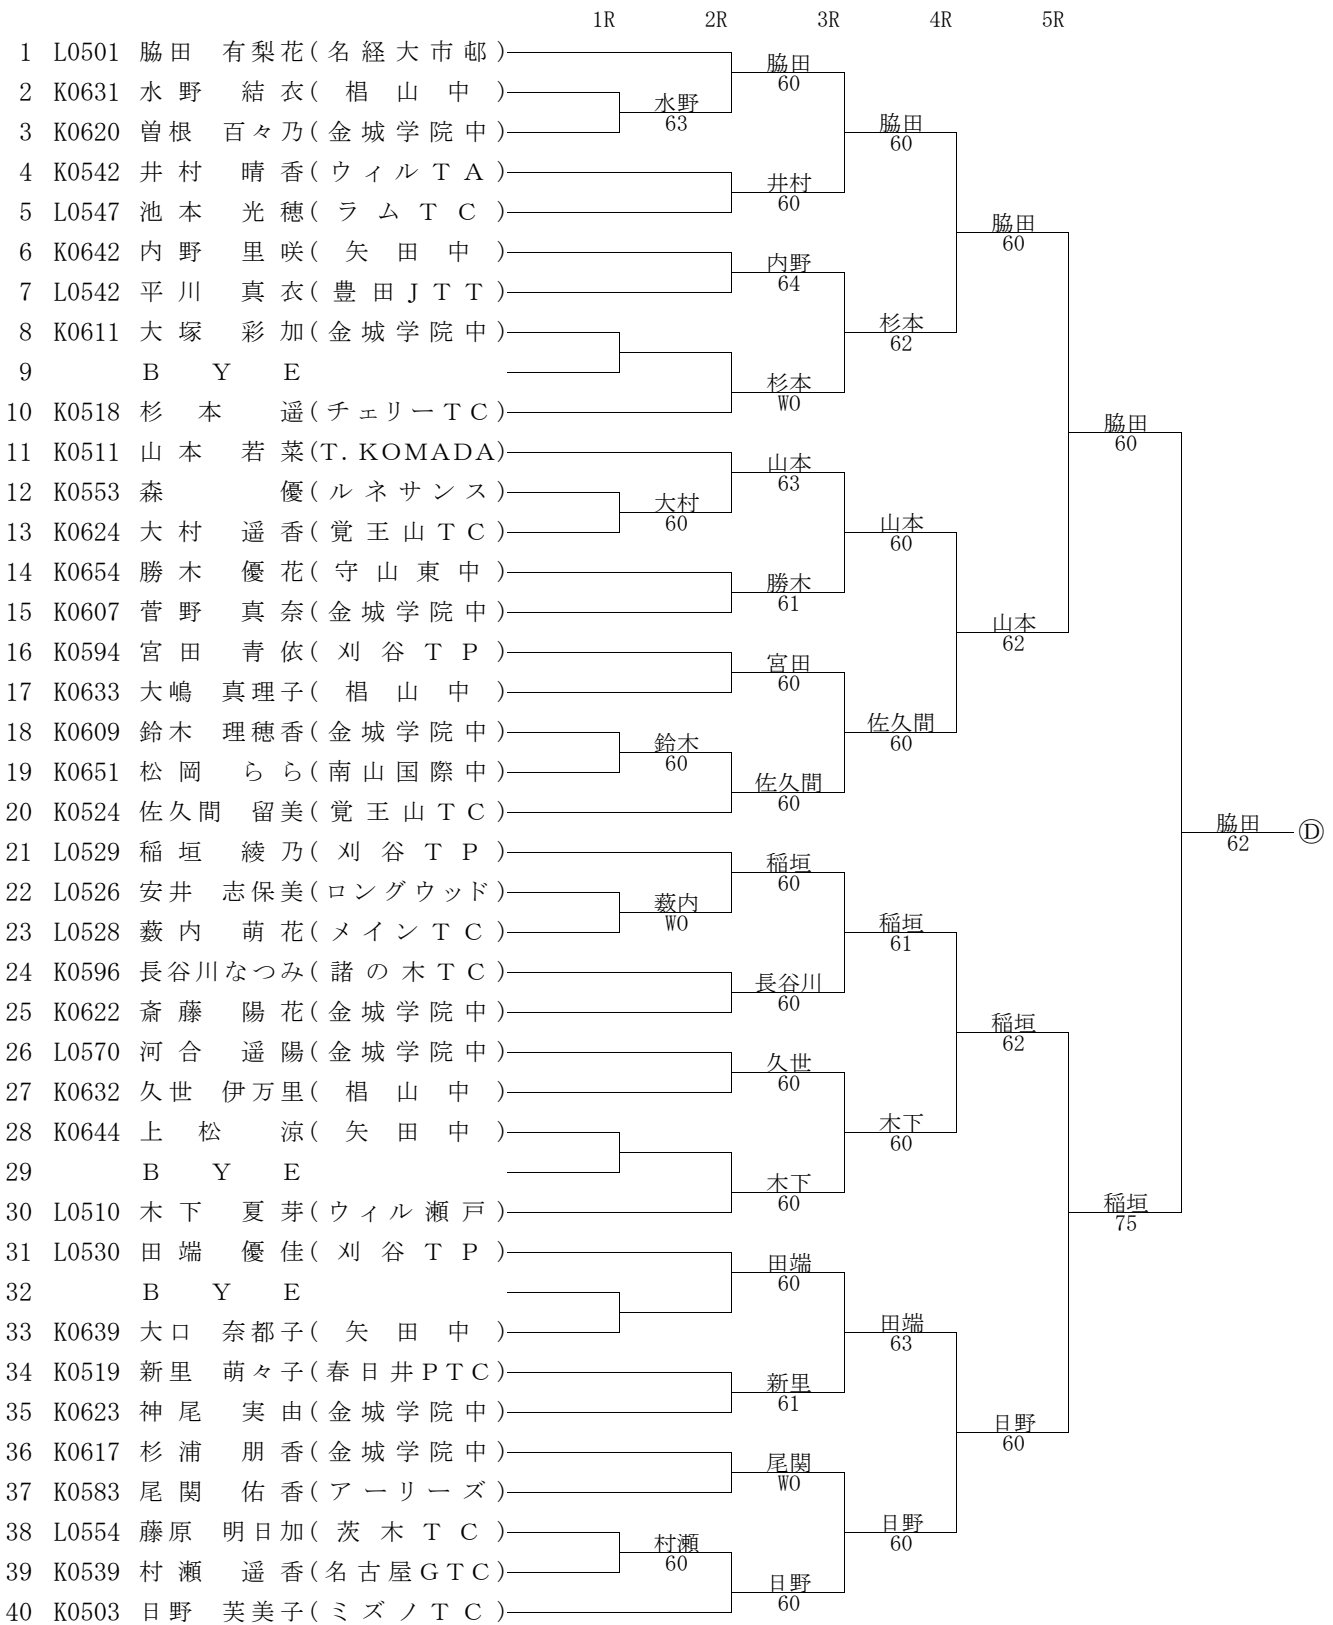 1R 2R 3R 4R 5R
1 L0501 脇田 有梨花(名経大市邨)
2 K0631 水野 結衣(椙山中)
3 K0620 曽根 百々乃(金城学院中)
4 K0542 井村 晴香(ウィルTA)
5 L0547 池本 光穂(ラムTC)
6 K0642 内野 里咲(矢田中)
7 L0542 平川 真衣(豊田JTT)
8 K0611 大塚 彩加(金城学院中)
9 BYE
10 K0518 杉本 遥(チェリーTC)
11 K0511 山本 若菜(T.KOMADA)
12 K0553 森 優(ルネサンス)
13 K0624 大村 遥香(覚王山TC)
14 K0654 勝木 優花(守山東中)
15 K0607 菅野 真奈(金城学院中)
16 K0594 宮田 青依(刈谷TP)
17 K0633 大嶋 真理子(椙山中)
18 K0609 鈴木 理穂香(金城学院中)
19 K0651 松岡 らら(南山国際中)
20 K0524 佐久間 留美(覚王山TC)
21 L0529 稲垣 綾乃(刈谷TP)
22 L0526 安井 志保美(ロングウッド)
23 L0528 薮内 萌花(メインTC)
24 K0596 長谷川なつみ(諸の木TC)
25 K0622 斎藤 陽花(金城学院中)
26 L0570 河合 遥陽(金城学院中)
27 K0632 久世 伊万里(椙山中)
28 K0644 上松 涼(矢田中)
29 BYE
30 L0510 木下 夏芽(ウィル瀬戸)
31 L0530 田端 優佳(刈谷TP)
32 BYE
33 K0639 大口 奈都子(矢田中)
34 K0519 新里 萌々子(春日井PTC)
35 K0623 神尾 実由(金城学院中)
36 K0617 杉浦 朋香(金城学院中)
37 K0583 尾関 佑香(アーリーズ)
38 L0554 藤原 明日加(茨木TC)
39 K0539 村瀬 遥香(名古屋GTC)
40 K0503 日野 芙美子(ミズノTC)
水野
63
大村
60
鈴木
60
薮内
WO
村瀬
60
脇田
60
井村
60
内野
64
杉本
WO
山本
63
勝木
61
宮田
60
佐久間
60
稲垣
60
長谷川
60
久世
60
木下
60
田端
60
新里
61
尾関
WO
日野
60
脇田
60
杉本
62
山本
60
佐久間
60
稲垣
61
木下
60
田端
63
日野
60
脇田
60
山本
62
稲垣
62
日野
60
脇田
60
稲垣
75
脇田
62
Ⓓ